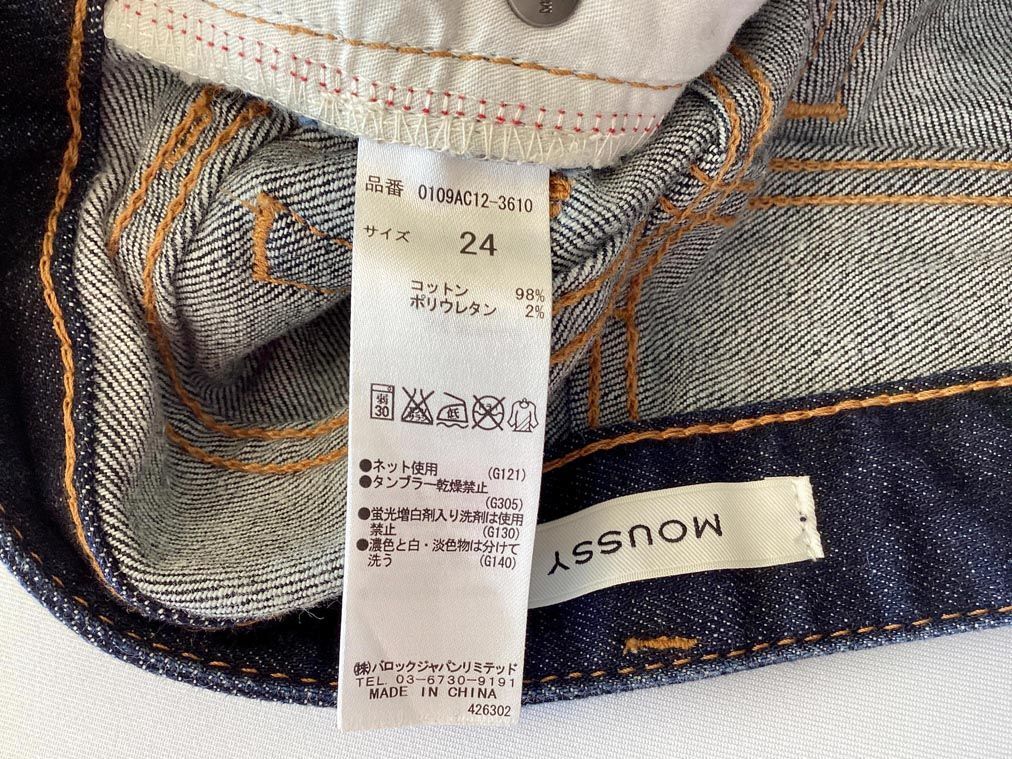 品番 0109AC12-3610
サイズ 24
コットン 98%
ポリウレタン 2%
弱 30
低
●ネット使用 (G121)
●タンブラー乾燥禁止
(G305)
●蛍光増白剤入り洗剤は使用
禁止 (G130)
●濃色と白・淡色物は分けて
洗う (G140)
㈱バロックジャパンリミテッド
TEL. 03-6730-9191
MADE IN CHINA
426302
MOUSSY